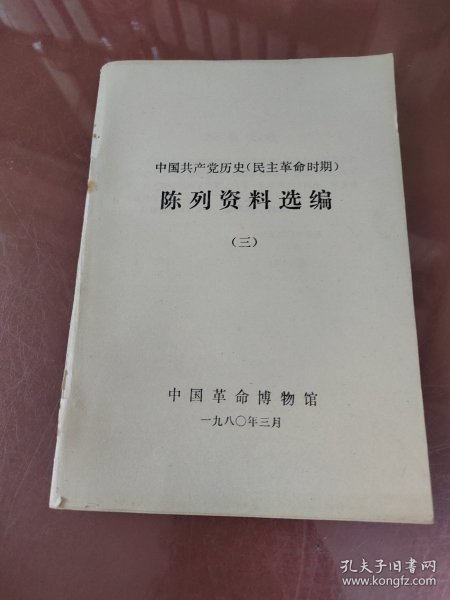 中国共产党历史（民主革命时期）
陈列资料选编
（三）
中国革命博物馆
一九八〇年三月
孔夫子旧书网
www.kongfz.com